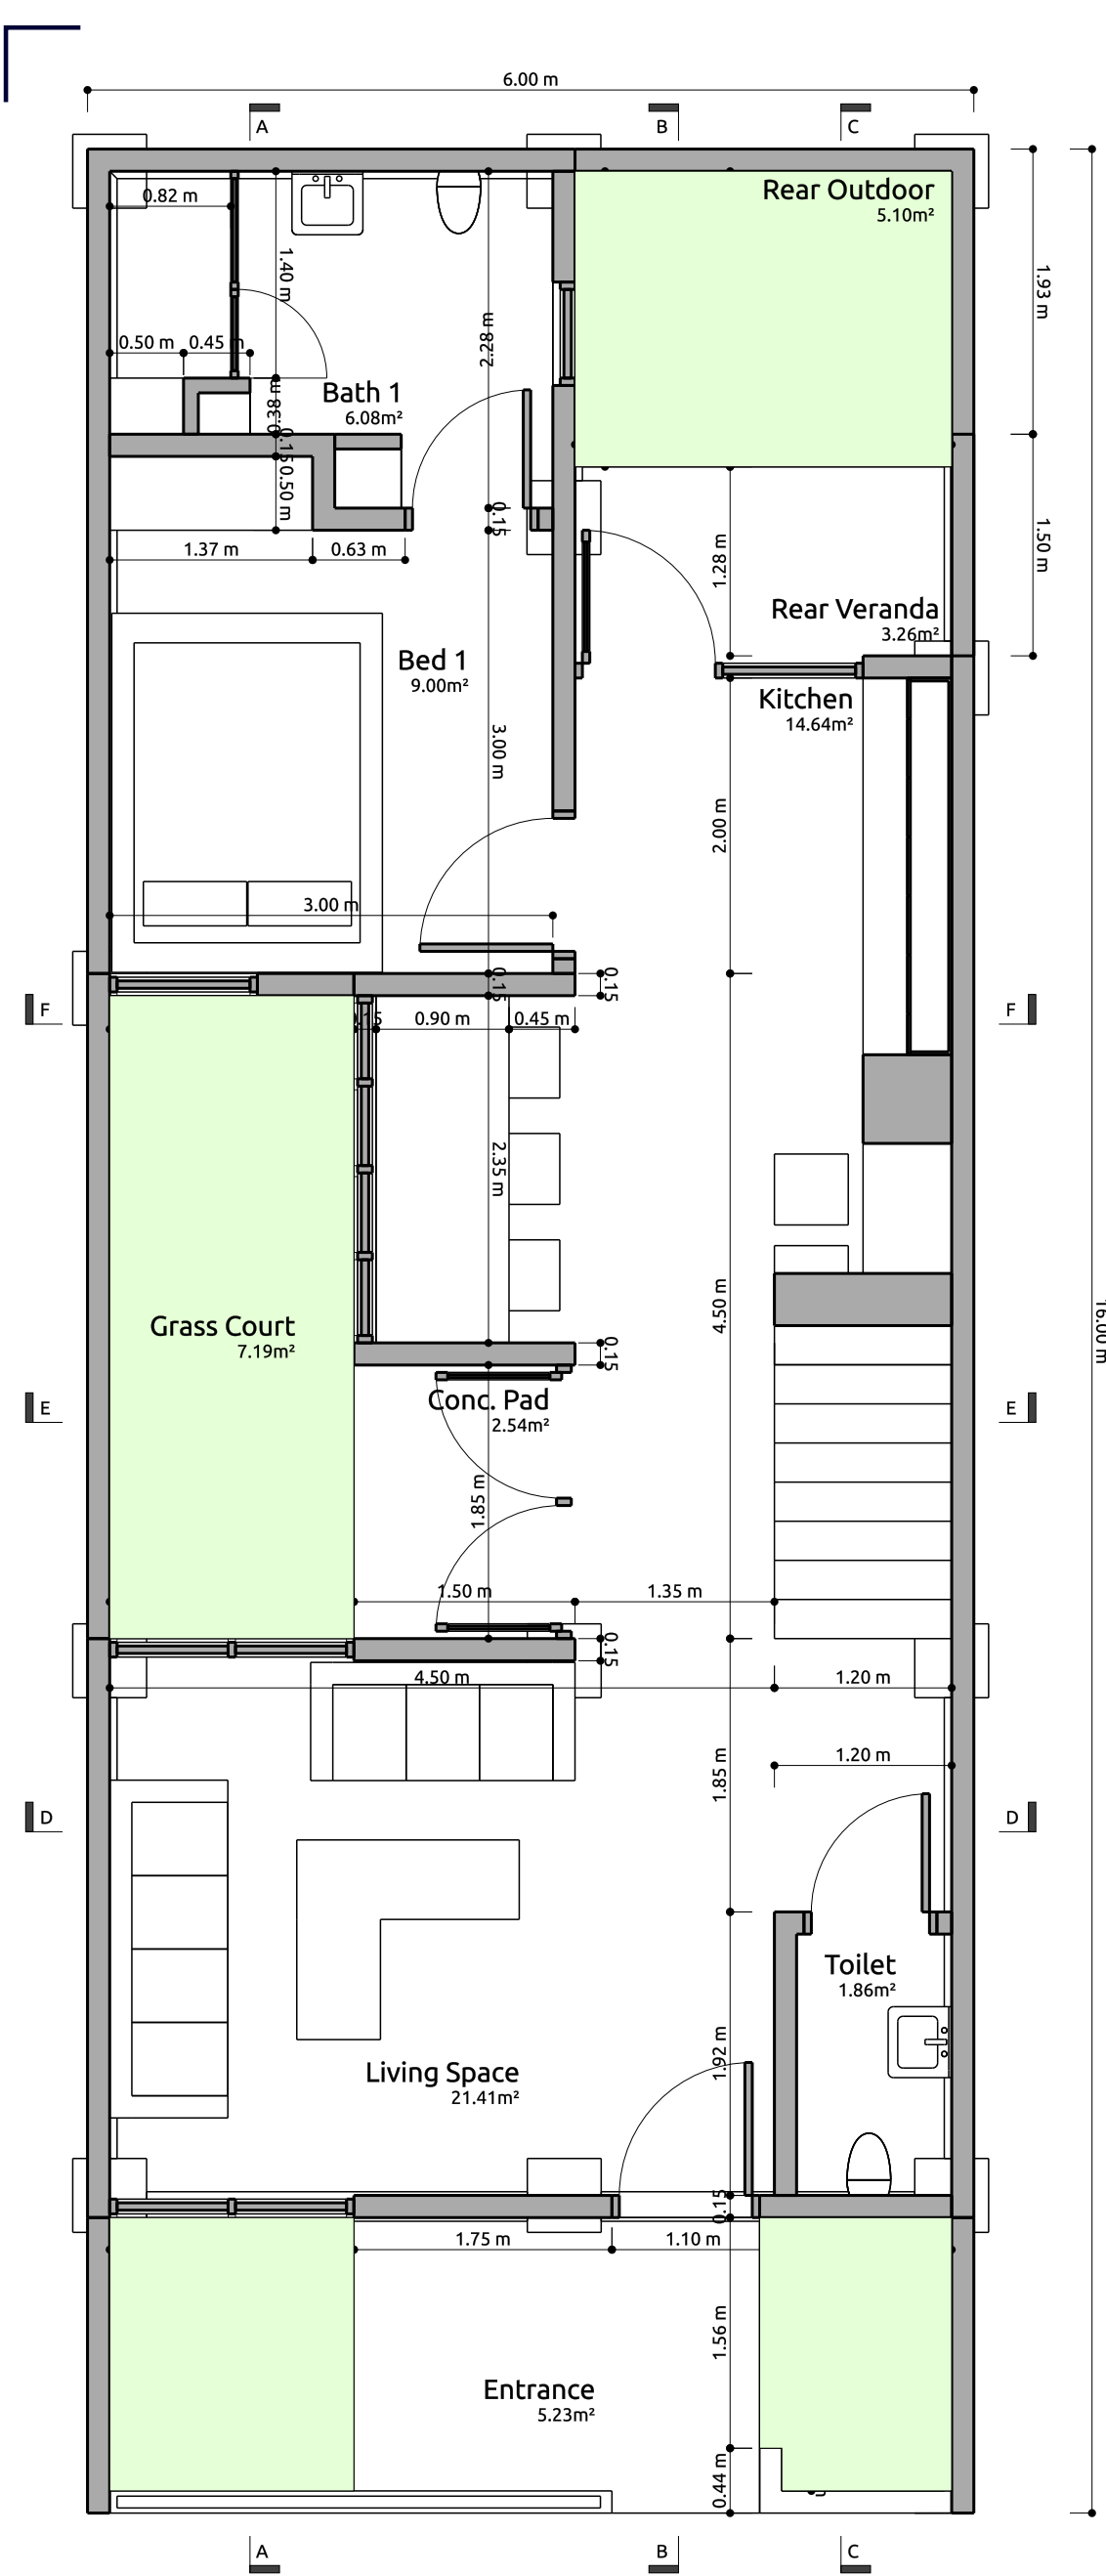 6.00 m
A
B
C
0.82 m
Rear Outdoor
5.10m²
1.40 m
1.93 m
2.28 m
0.50 m
0.45 m
Bath 1
6.08m²
0.38 m
0.15
0.50 m
0.15
1.37 m
0.63 m
1.28 m
1.50 m
Rear Veranda
3.26m²
Bed 1
9.00m²
Kitchen
14.64m²
3.00 m
2.00 m
3.00 m
0.15
0.15
F
F
0.90 m
0.45 m
2.35 m
4.50 m
Grass Court
7.19m²
0.15
16.00 m
E
E
Conc. Pad
2.54m²
1.85 m
1.50 m
1.35 m
0.15
4.50 m
1.20 m
1.85 m
1.20 m
D
D
Toilet
1.86m²
1.92 m
Living Space
21.41m²
0.15
1.75 m
1.10 m
1.56 m
Entrance
5.23m²
0.44 m
A
B
C